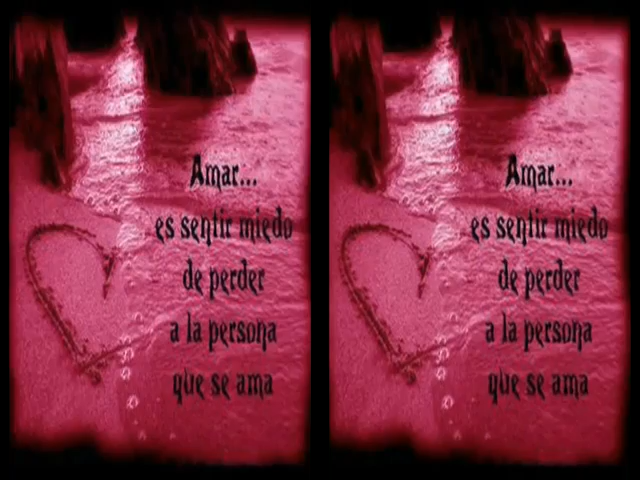 Amar...
es sentir miedo
de perder
a la persona
que se ama
Amar...
es sentir miedo
de perder
a la persona
que se ama